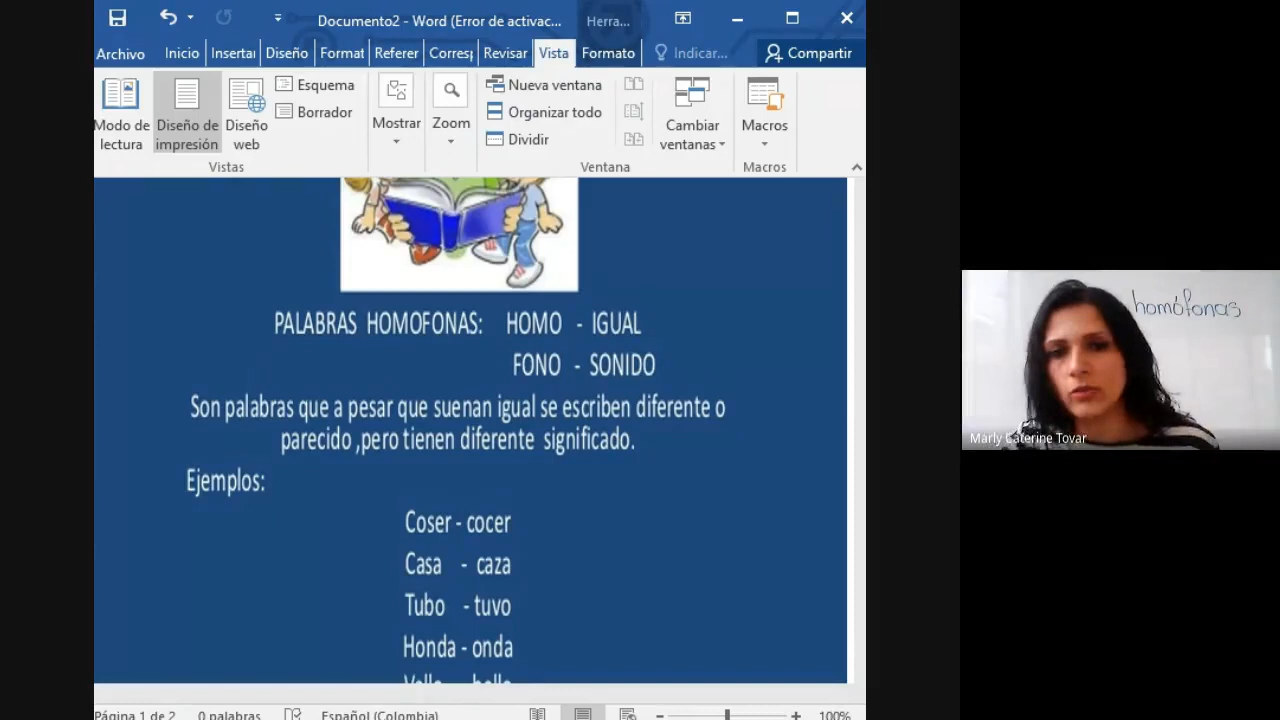 Documento2 - Word (Error de activac...
Herra...
Archivo
Inicio
Insertar
Diseño
Format
Referer
Corresp
Revisar
Vista
Formato
Indicar...
Compartir
Modo de lectura
Diseño de impresión
Diseño web
Esquema
Borrador
Mostrar
Zoom
Nueva ventana
Organizar todo
Dividir
Cambiar ventanas
Macros
Vistas
Ventana
Macros
PALABRAS HOMOFONAS: HOMO - IGUAL
FONO - SONIDO
Son palabras que a pesar que suenan igual se escriben diferente o
parecido ,pero tienen diferente significado.
Ejemplos:
Coser - cocer
Casa - caza
Tubo - tuvo
Honda - onda
homófonas
Marly Caterine Tovar
Página 1 de 2
0 palabras
Español (Colombia)
100%